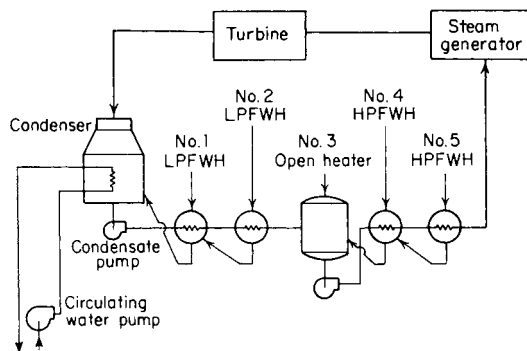 Turbine
Steam
generator
Condenser
No. 1
LPFWH
No. 2
LPFWH
No. 3
Open heater
No. 4
HPFWH
No. 5
HPFWH
Condensate
pump
Circulating
water pump